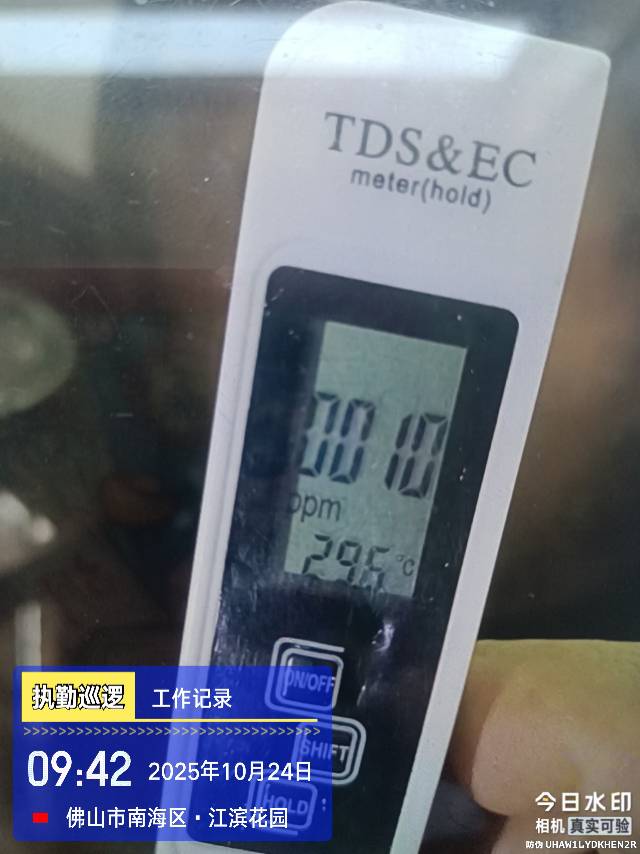 TDS&EC
meter(hold)
0010
ppm
29.6 °C
ON/OFF
SHIFT
HOLD
执勤巡逻 工作记录
09:42 2025年10月24日
佛山市南海区·江滨花园
今日水印
相机 真实可验
防伪 UHAW1LYDKHEN2R